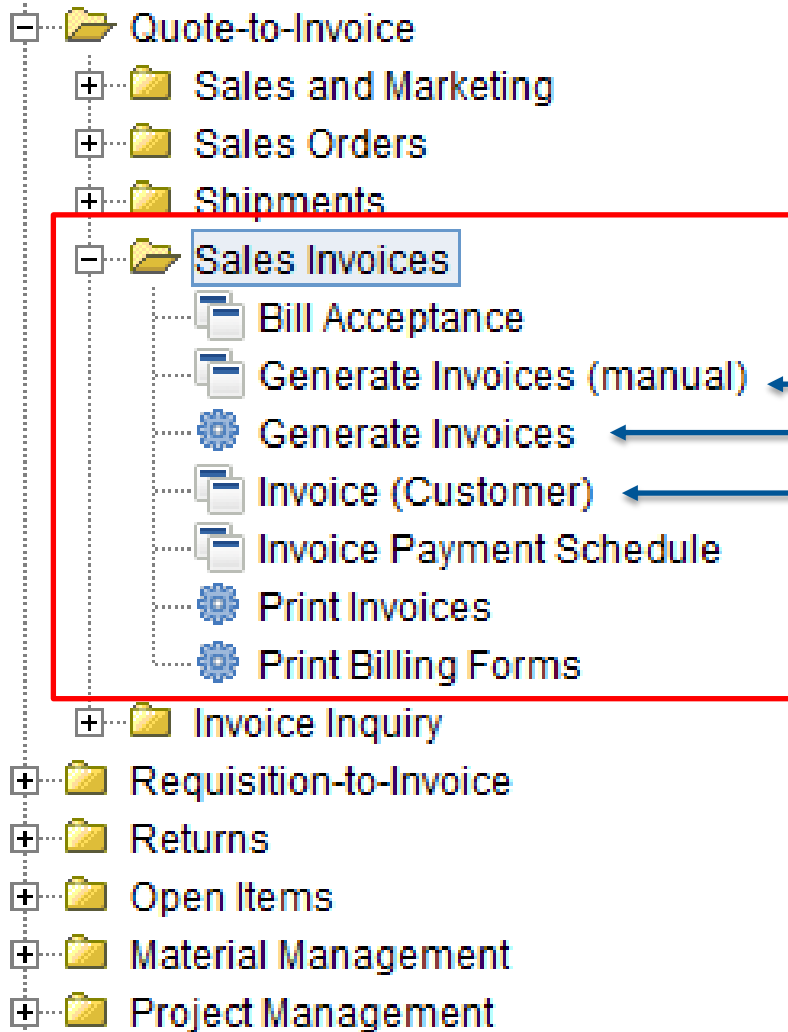 Quote-to-Invoice
Sales and Marketing
Sales Orders
Shipments
Sales Invoices
Bill Acceptance
Generate Invoices (manual)
Generate Invoices
Invoice (Customer)
Invoice Payment Schedule
Print Invoices
Print Billing Forms
Invoice Inquiry
Requisition-to-Invoice
Returns
Open Items
Material Management
Project Management